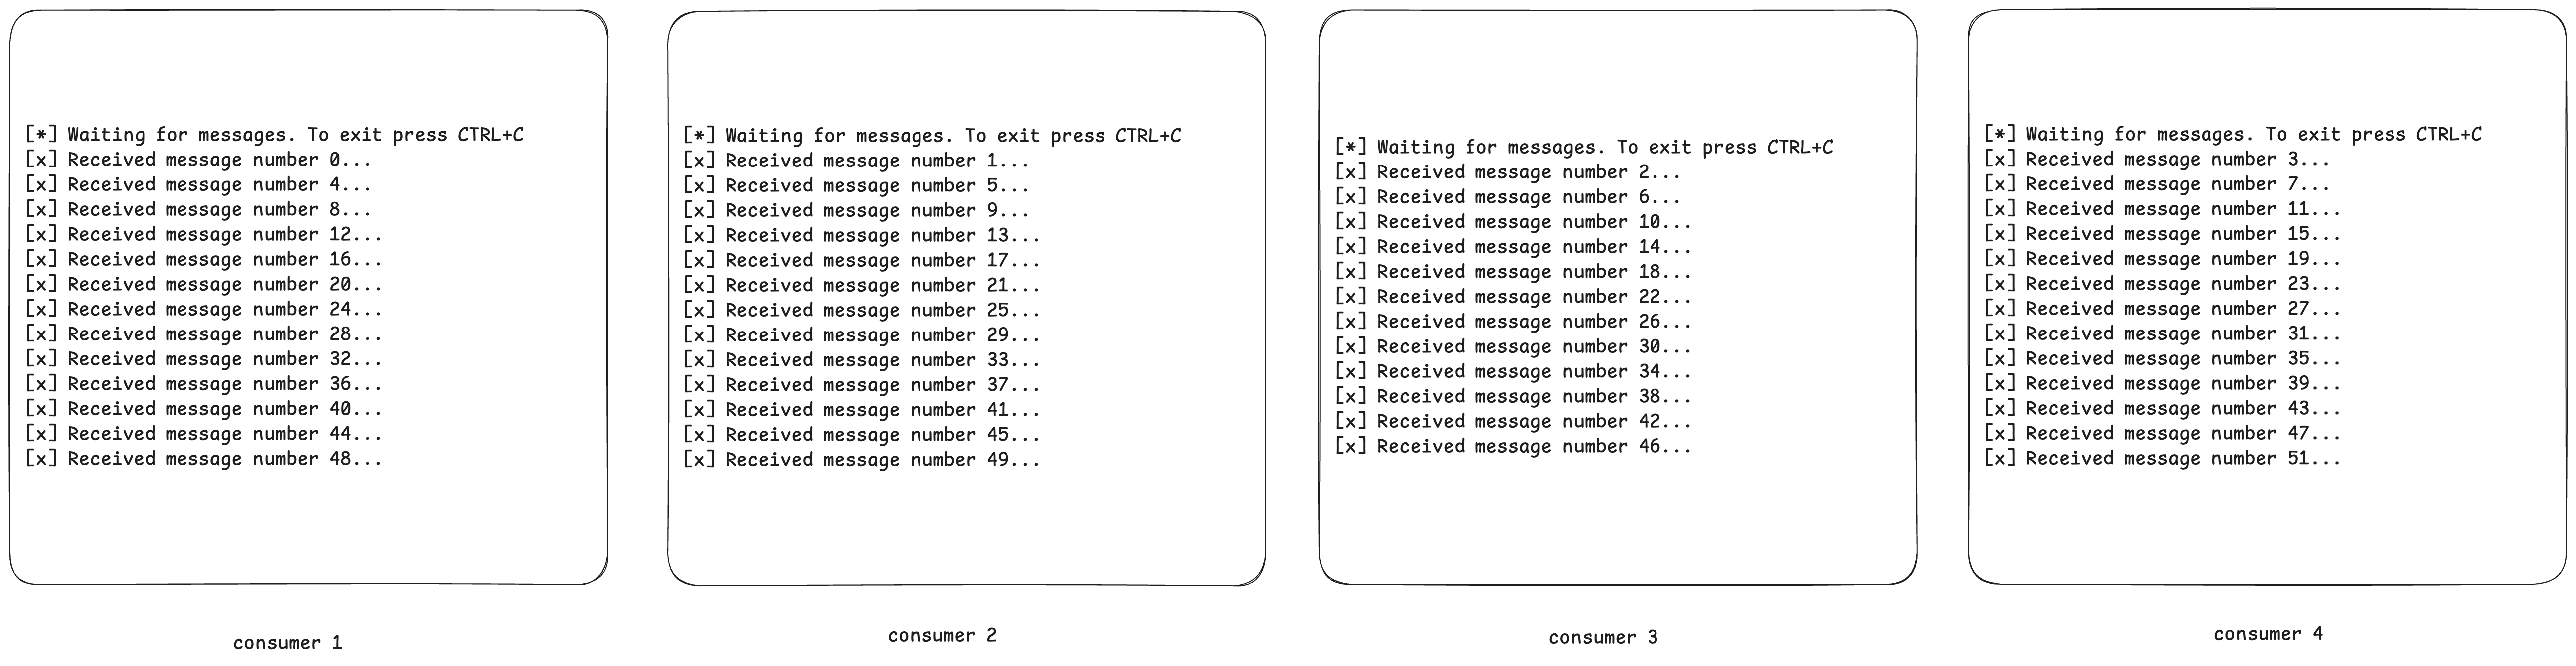 [*] Waiting for messages. To exit press CTRL+C
[x] Received message number 0...
[x] Received message number 4...
[x] Received message number 8...
[x] Received message number 12...
[x] Received message number 16...
[x] Received message number 20...
[x] Received message number 24...
[x] Received message number 28...
[x] Received message number 32...
[x] Received message number 36...
[x] Received message number 40...
[x] Received message number 44...
[x] Received message number 48...
consumer 1
[*] Waiting for messages. To exit press CTRL+C
[x] Received message number 1...
[x] Received message number 5...
[x] Received message number 9...
[x] Received message number 13...
[x] Received message number 17...
[x] Received message number 21...
[x] Received message number 25...
[x] Received message number 29...
[x] Received message number 33...
[x] Received message number 37...
[x] Received message number 41...
[x] Received message number 45...
[x] Received message number 49...
consumer 2
[*] Waiting for messages. To exit press CTRL+C
[x] Received message number 2...
[x] Received message number 6...
[x] Received message number 10...
[x] Received message number 14...
[x] Received message number 18...
[x] Received message number 22...
[x] Received message number 26...
[x] Received message number 30...
[x] Received message number 34...
[x] Received message number 38...
[x] Received message number 42...
[x] Received message number 46...
consumer 3
[*] Waiting for messages. To exit press CTRL+C
[x] Received message number 3...
[x] Received message number 7...
[x] Received message number 11...
[x] Received message number 15...
[x] Received message number 19...
[x] Received message number 23...
[x] Received message number 27...
[x] Received message number 31...
[x] Received message number 35...
[x] Received message number 39...
[x] Received message number 43...
[x] Received message number 47...
[x] Received message number 51...
consumer 4